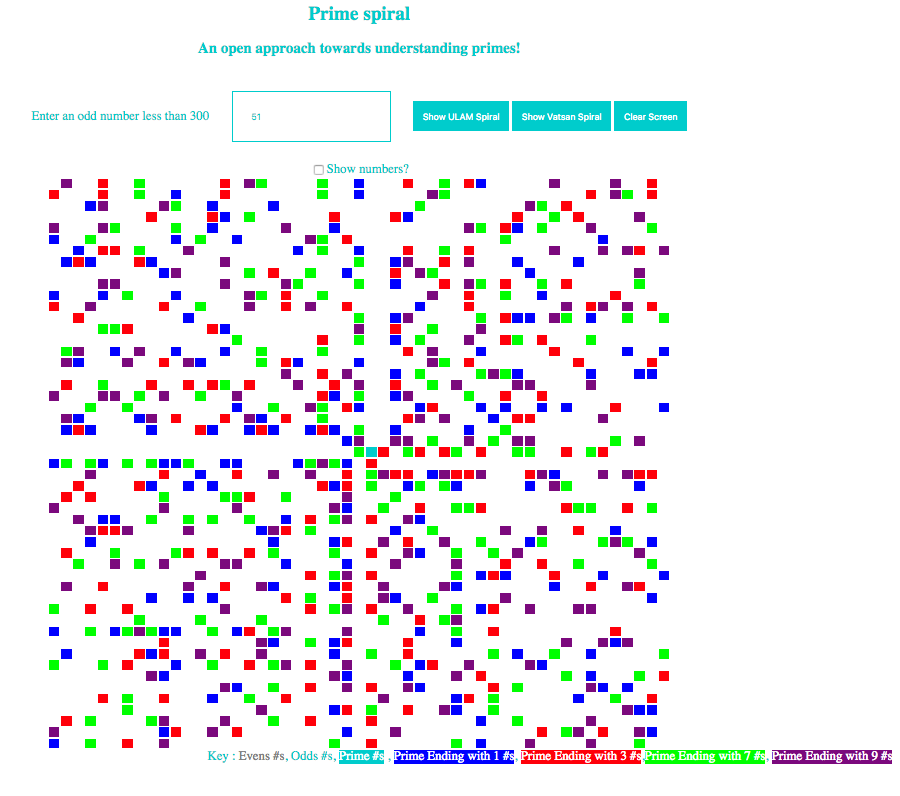 Prime spiral
An open approach towards understanding primes!
Enter an odd number less than 300 51 Show ULAM Spiral Show Vatsan Spiral Clear Screen
Show numbers?
Key : Evens #s, Odds #s, Prime #s , Prime Ending with 1 #s, Prime Ending with 3 #s, Prime Ending with 7 #s, Prime Ending with 9 #s